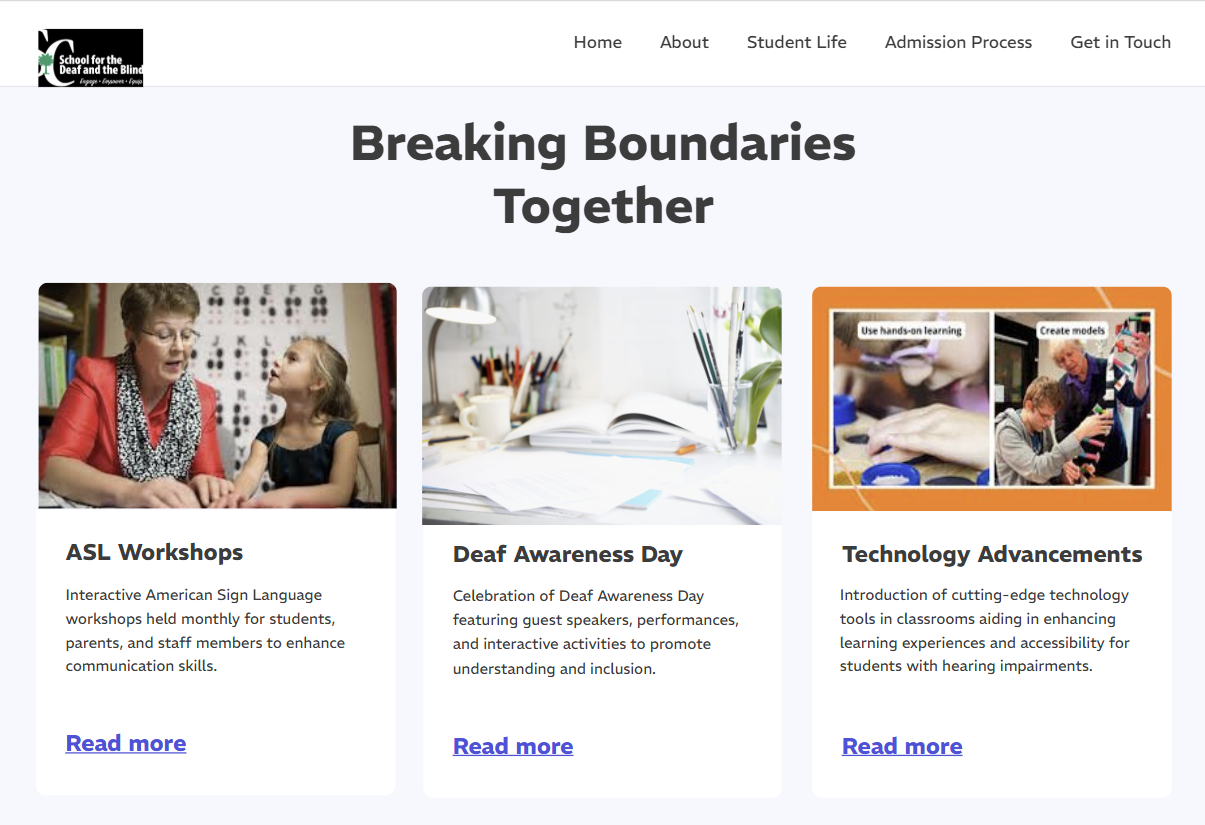 School for the
Deaf and the Blind
Engage • Empower • Equip
Home About Student Life Admission Process Get in Touch
Breaking Boundaries
Together
C D E F G
J K L
Use hands-on learning
Create models
ASL Workshops
Interactive American Sign Language
workshops held monthly for students,
parents, and staff members to enhance
communication skills.
Read more
Deaf Awareness Day
Celebration of Deaf Awareness Day
featuring guest speakers, performances,
and interactive activities to promote
understanding and inclusion.
Read more
Technology Advancements
Introduction of cutting-edge technology
tools in classrooms aiding in enhancing
learning experiences and accessibility for
students with hearing impairments.
Read more